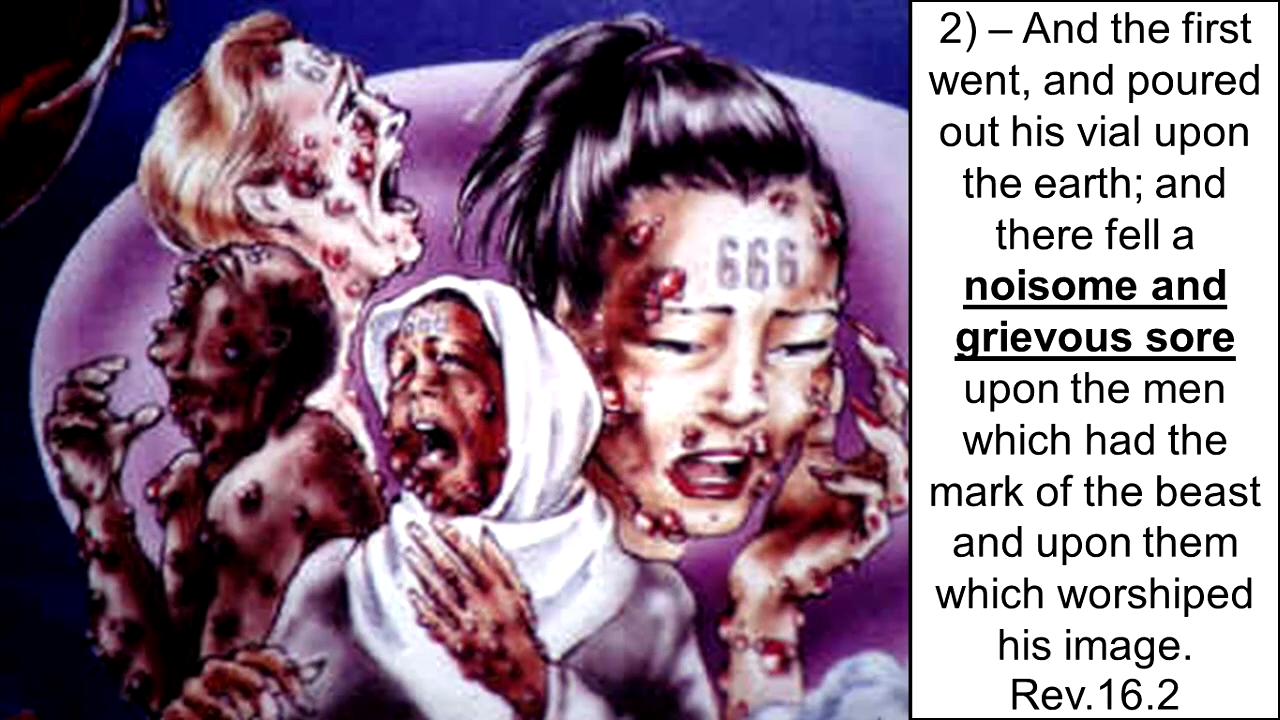 2) – And the first
went, and poured
out his vial upon
the earth; and
there fell a
noisome and
grievous sore
upon the men
which had the
mark of the beast
and upon them
which worshiped
his image.
Rev.16.2
666